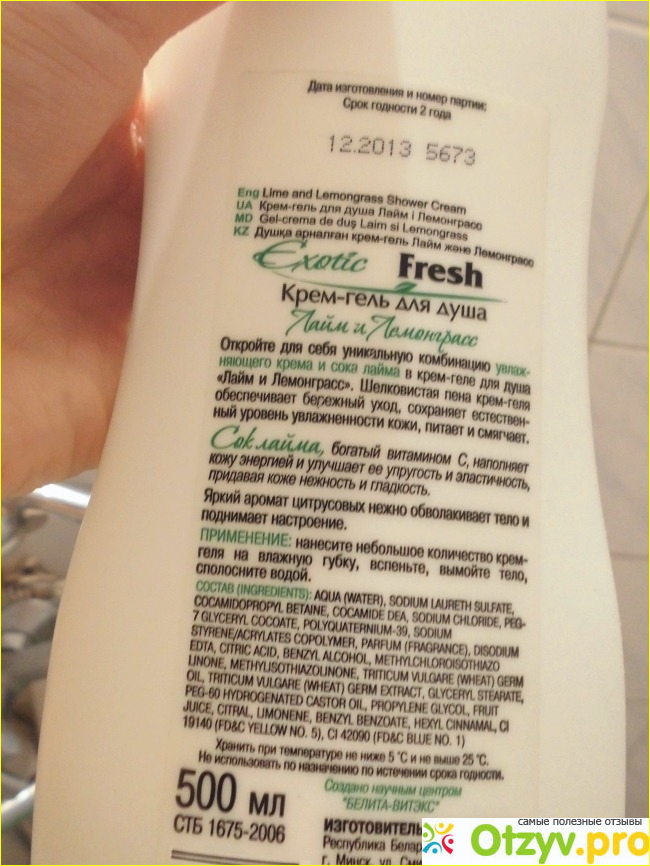 Дата изготовления и номер партии:
Срок годности 2 года
12.2013 5673
Eng Lime and Lemongrass Shower Cream
UA Крем-гель для душа Лайм і Лемонграсс
MD Gel-crema de duş Laim si Lemongrass
KZ Душқа арналған крем-гель Лайм және Лемонграсс
Exotic Fresh
Крем-гель для душа
Лайм и Лемонграсс
Откройте для себя уникальную комбинацию увлаж-
няющего крема и сока лайма в крем-геле для душа
«Лайм и Лемонграсс». Шелковистая пена крем-геля
обеспечивает бережный уход, сохраняет естествен-
ный уровень увлажненности кожи, питает и смягчает.
Сок лайма, богатый витамином С, наполняет
кожу энергией и улучшает ее упругость и эластичность,
придавая коже нежность и гладкость.
Яркий аромат цитрусовых нежно обволакивает тело и
поднимает настроение.
ПРИМЕНЕНИЕ: нанесите небольшое количество крем-
геля на влажную губку, вспеньте, вымойте тело,
сполосните водой.
СОСТАВ (INGREDIENTS): AQUA (WATER), SODIUM LAURETH SULFATE,
COCAMIDOPROPYL BETAINE, COCAMIDE DEA, SODIUM CHLORIDE, PEG-
7 GLYCERYL COCOATE, POLYQUATERNIUM-39, SODIUM
STYRENE/ACRYLATES COPOLYMER, PARFUM (FRAGRANCE), DISODIUM
EDTA, CITRIC ACID, BENZYL ALCOHOL, METHYLCHLOROISOTHIAZO
LINONE, METHYLISOTHIAZOLINONE, TRITICUM VULGARE (WHEAT) GERM
OIL, TRITICUM VULGARE (WHEAT) GERM EXTRACT, GLYCERYL STEARATE,
PEG-60 HYDROGENATED CASTOR OIL, PROPYLENE GLYCOL, FRUIT
JUICE, CITRAL, LIMONENE, BENZYL BENZOATE, HEXYL CINNAMAL, CI
19140 (FD&C YELLOW NO. 5), CI 42090 (FD&C BLUE NO. 1)
Хранить при температуре не ниже 5 °C и не выше 25 °C.
Не использовать по назначению по истечении срока годности.
500 мл
СТБ 1675-2006
Создано научным центром
"БЕЛИТА-ВИТЭКС"
ИЗГОТОВИТЕЛЬ
Республика Белар
г. Минск, ул. Сми
самые полезные отзывы
Otzyv.pro